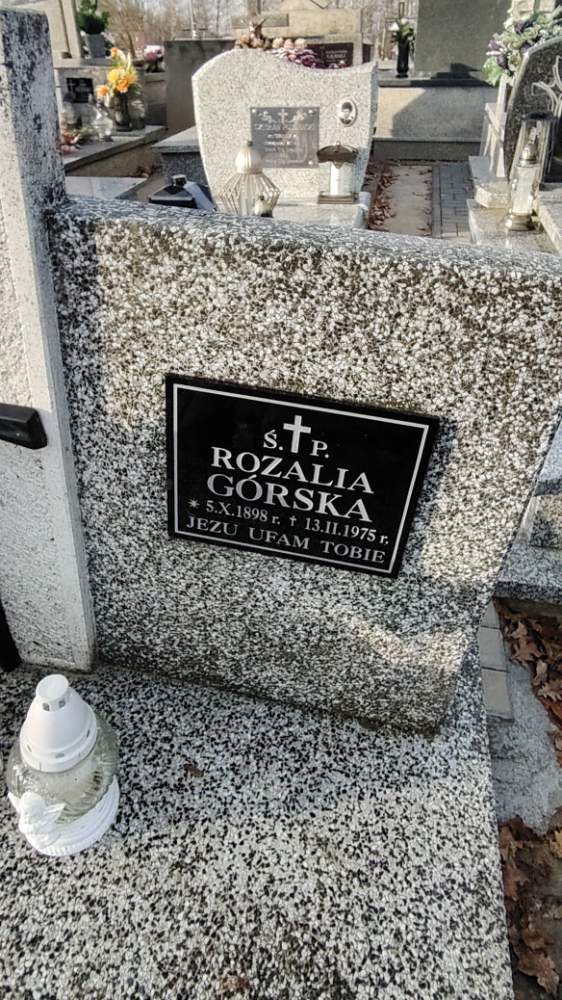 Ś. P.
ROZALIA
GÓRSKA
* 5.X.1898 r. † 13.II.1975 r.
JEZU UFAM TOBIE